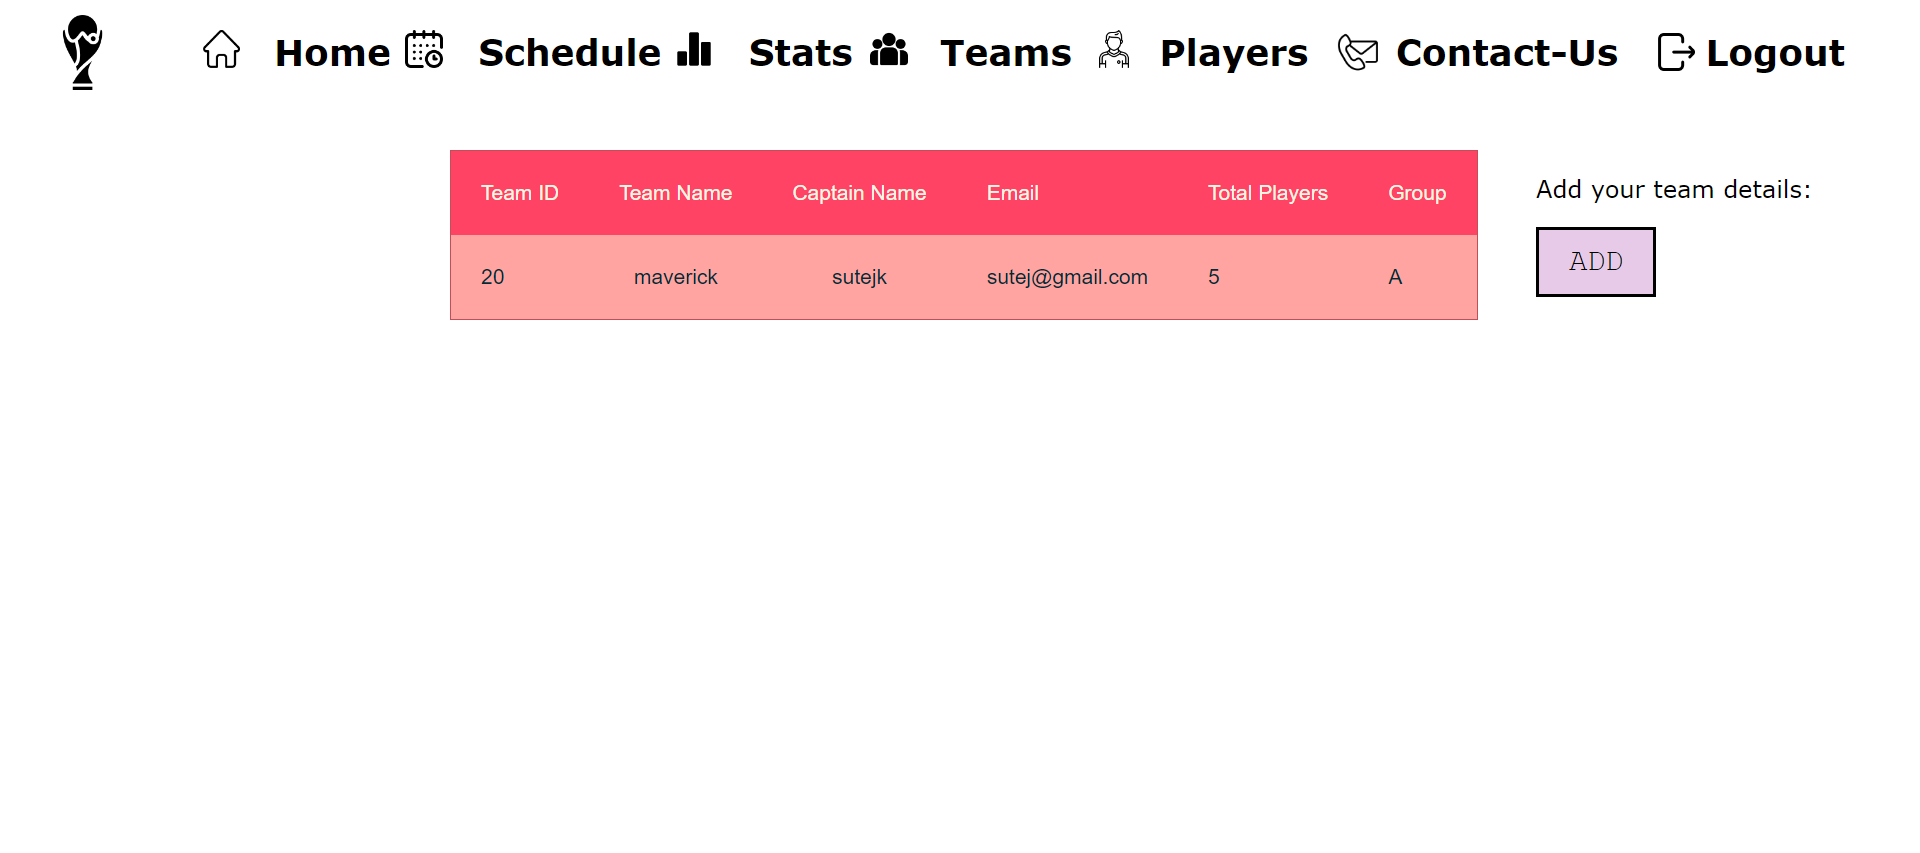 Home Schedule Stats Teams Players Contact-Us Logout
Team ID Team Name Captain Name Email Total Players Group
20 maverick sutejk sutej@gmail.com 5 A
Add your team details:
ADD